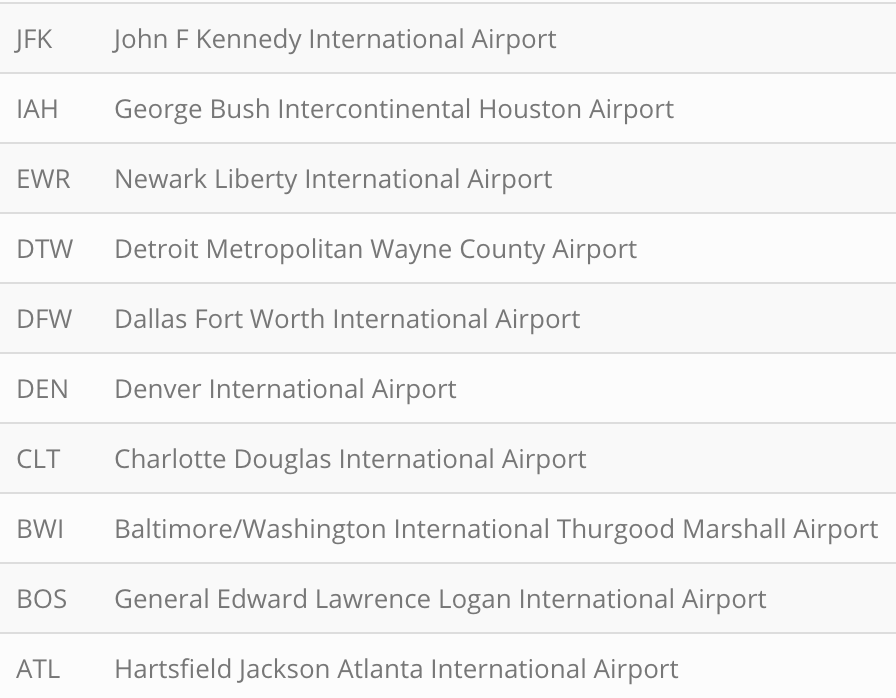 JFK John F Kennedy International Airport
IAH George Bush Intercontinental Houston Airport
EWR Newark Liberty International Airport
DTW Detroit Metropolitan Wayne County Airport
DFW Dallas Fort Worth International Airport
DEN Denver International Airport
CLT Charlotte Douglas International Airport
BWI Baltimore/Washington International Thurgood Marshall Airport
BOS General Edward Lawrence Logan International Airport
ATL Hartsfield Jackson Atlanta International Airport